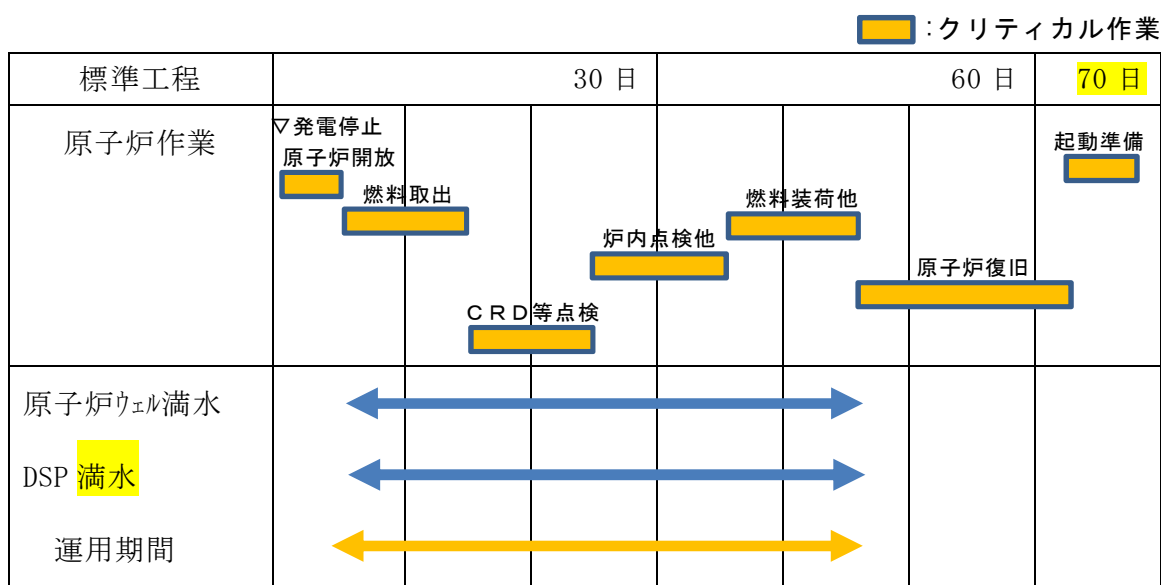 :クリティカル作業
標準工程 30 日 60 日 70 日
原子炉作業
▽発電停止
原子炉開放
起動準備
燃料取出
燃料装荷他
炉内点検他
原子炉復旧
CRD等点検
原子炉ウェル満水
DSP 満水
運用期間